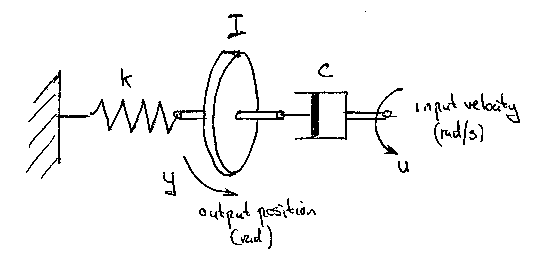 I
k
c
input velocity
(rad/s)
u
y
output position
(rad)